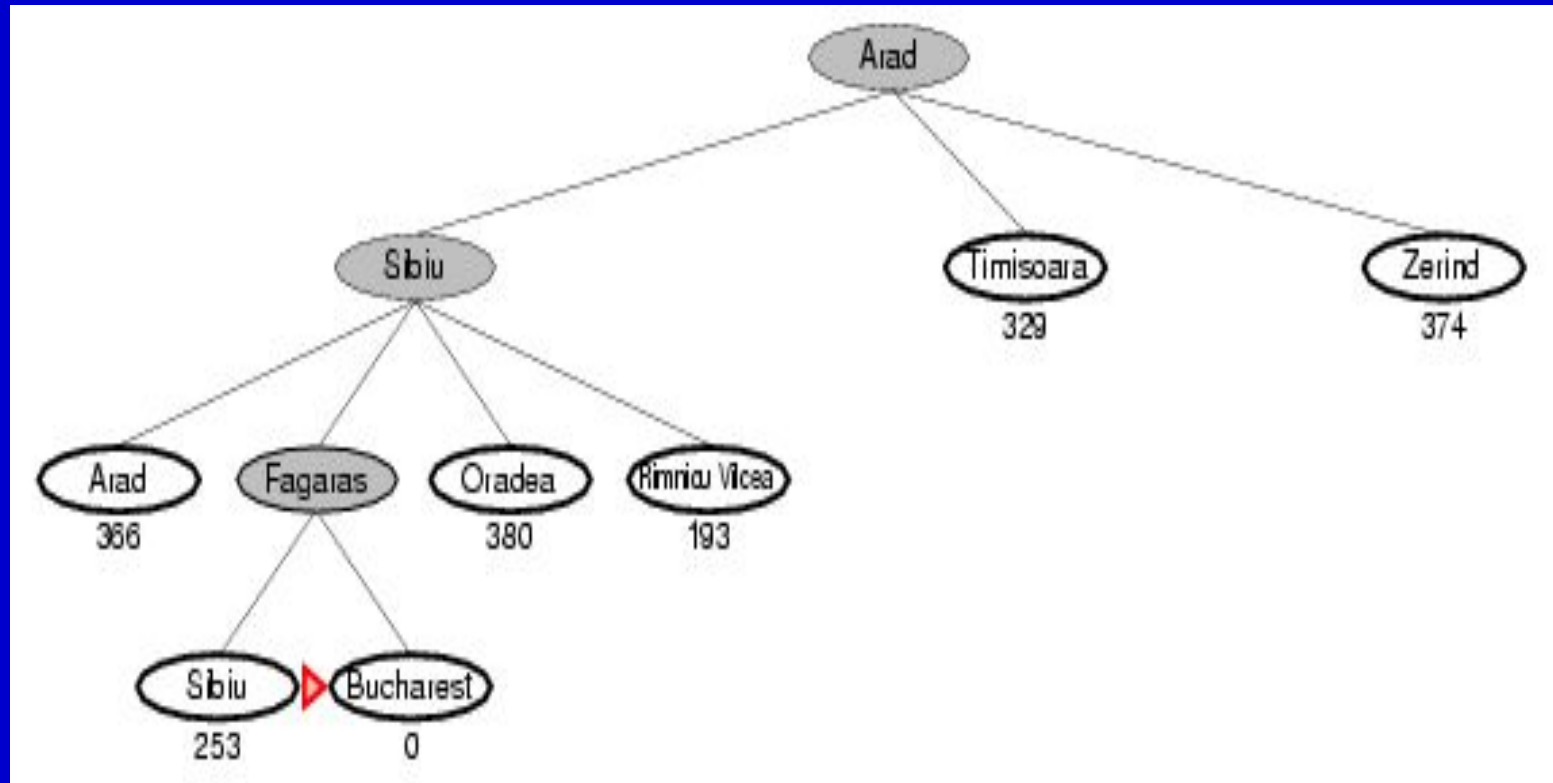 Arad
Sibiu
Timisoara
Zerind
329
374
Arad
Fagaras
Oradea
Rimnicu Vilcea
366
380
193
Sibiu
Bucharest
253
0